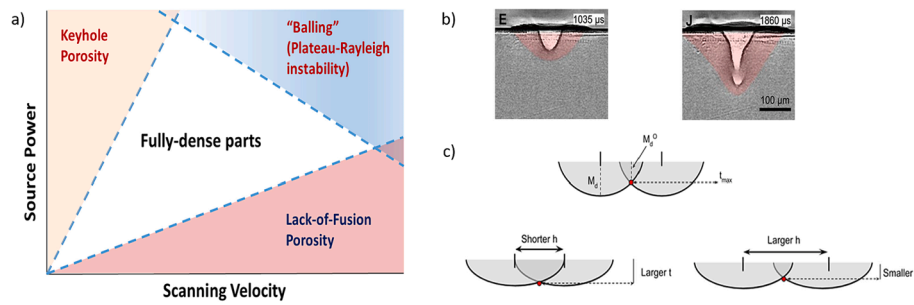 a)
Keyhole
Porosity
"Balling"
(Plateau-Rayleigh
instability)
Fully-dense parts
Lack-of-Fusion
Porosity
Source Power
Scanning Velocity
b)
E
1035 µs
J
1860 µs
100 µm
c)
M_d^O
M_d
t_max
Shorter h
Larger t
Larger h
Smaller